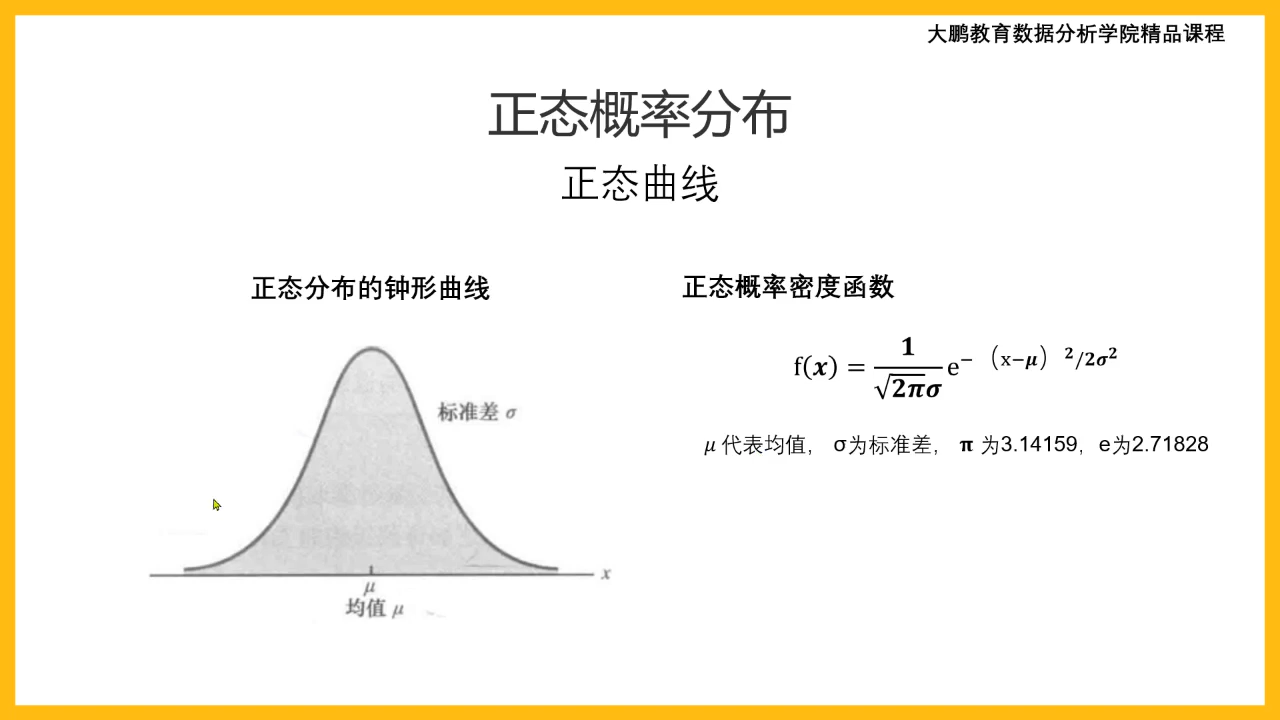 大鹏教育数据分析学院精品课程
正态概率分布
正态曲线
正态分布的钟形曲线
标准差 σ
x
μ
均值 μ
正态概率密度函数
f(x) = 1/√2πσ e^−（x−μ）²/2σ²
μ 代表均值， σ为标准差， π 为3.14159，e为2.71828